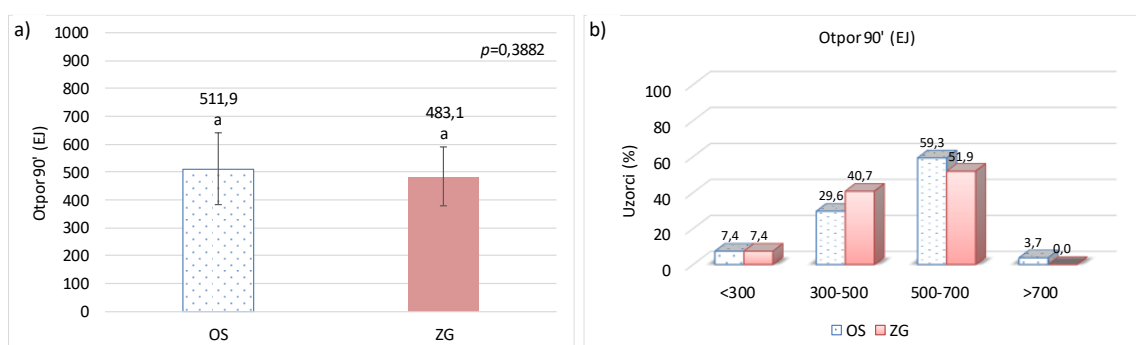 a)
1000
900
800
700
600
500
400
300
200
100
0
Otpor 90' (EJ)
p=0,3882
511,9
a
483,1
a
OS
ZG
b)
Otpor 90' (EJ)
100
80
60
40
20
0
Uzorci (%)
7,4
7,4
29,6
40,7
59,3
51,9
3,7
0,0
<300
300-500
500-700
>700
OS
ZG